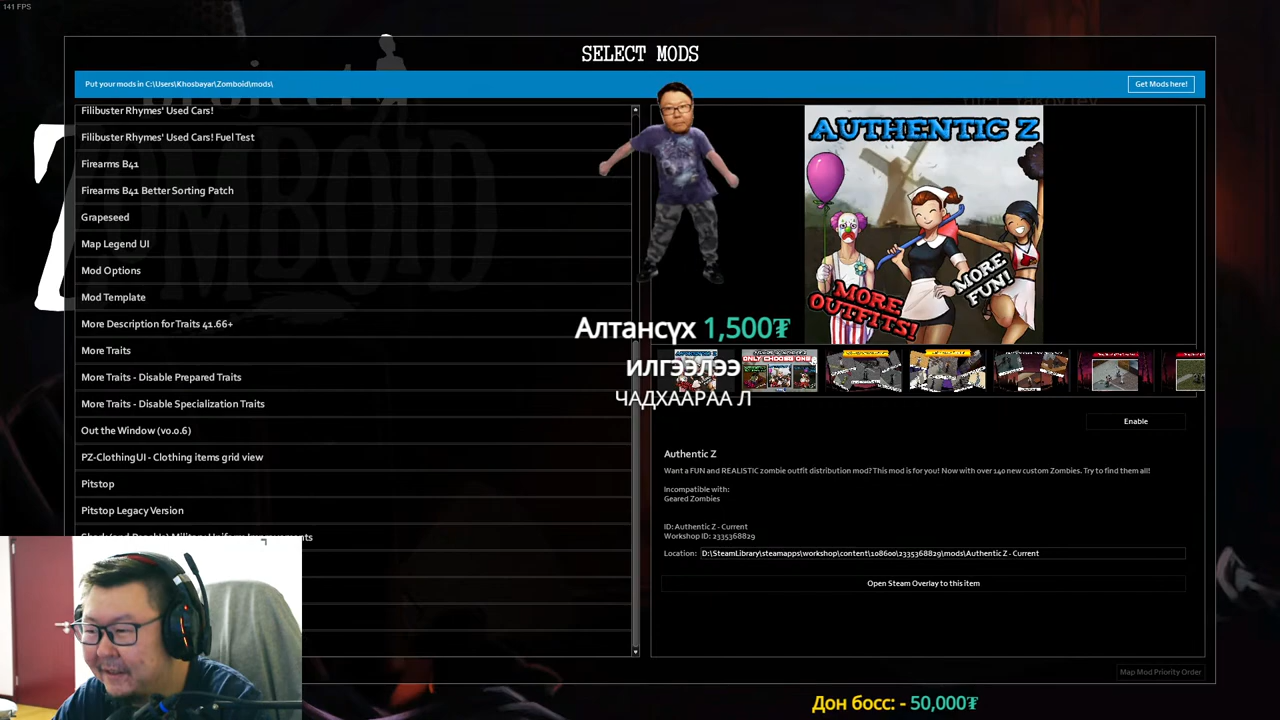 141 FPS
SELECT MODS
Put your mods in C:\Users\Khosbayar\Zomboid\mods\
Get Mods here!
Filibuster Rhymes' Used Cars!
Filibuster Rhymes' Used Cars! Fuel Test
Firearms B41
Firearms B41 Better Sorting Patch
Grapeseed
Map Legend UI
Mod Options
Mod Template
More Description for Traits 41.66+
More Traits
More Traits - Disable Prepared Traits
More Traits - Disable Specialization Traits
Out the Window (v0.0.6)
PZ-ClothingUI - Clothing items grid view
Pitstop
Pitstop Legacy Version
AUTHENTIC Z
MORE OUTFITS!
MORE FUN!
Алтансүх 1,500₮
ИЛГЭЭЛЭЭ
ЧАДХААРАА Л
ONLY CHOOSE ONE
Enable
Authentic Z
Want a FUN and REALISTIC zombie outfit distribution mod? This mod is for you! Now with over 140 new custom Zombies. Try to find them all!
Incompatible with:
Geared Zombies
ID: Authentic Z - Current
Workshop ID: 2335368829
Location: D:\SteamLibrary\steamapps\workshop\content\108600\2335368829\mods\Authentic Z - Current
Open Steam Overlay to this item
Map Mod Priority Order
Дон босс: - 50,000₮